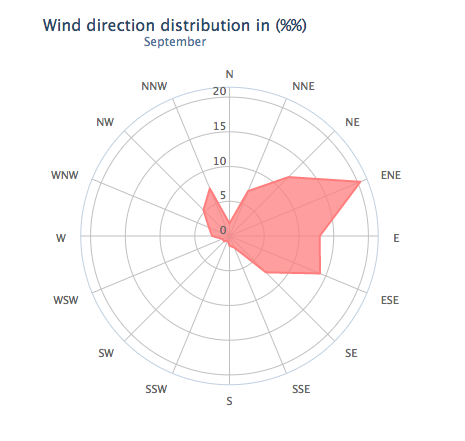 Wind direction distribution in (%%)
September
N
NNW
NNE
20
NW
NE
15
WNW
ENE
10
5
0
W
E
WSW
ESE
SW
SE
SSW
SSE
S